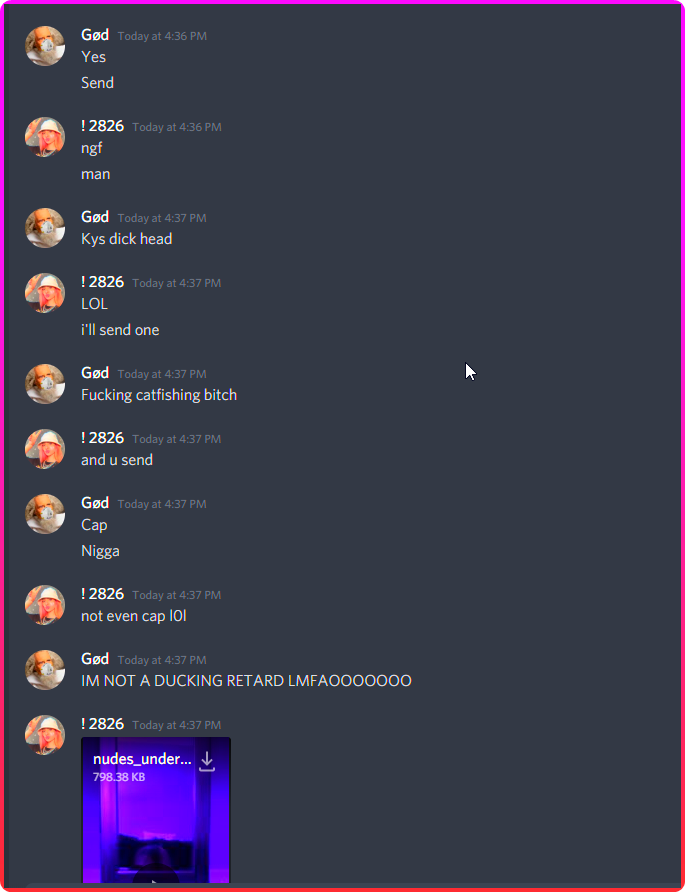 Gød Today at 4:36 PM
Yes
Send
! 2826 Today at 4:36 PM
ngf
man
Gød Today at 4:37 PM
Kys dick head
! 2826 Today at 4:37 PM
LOL
i'll send one
Gød Today at 4:37 PM
Fucking catfishing bitch
! 2826 Today at 4:37 PM
and u send
Gød Today at 4:37 PM
Cap
Nigga
! 2826 Today at 4:37 PM
not even cap l0l
Gød Today at 4:37 PM
IM NOT A DUCKING RETARD LMFAOOOOOOO
! 2826 Today at 4:37 PM
nudes_under...
798.38 KB